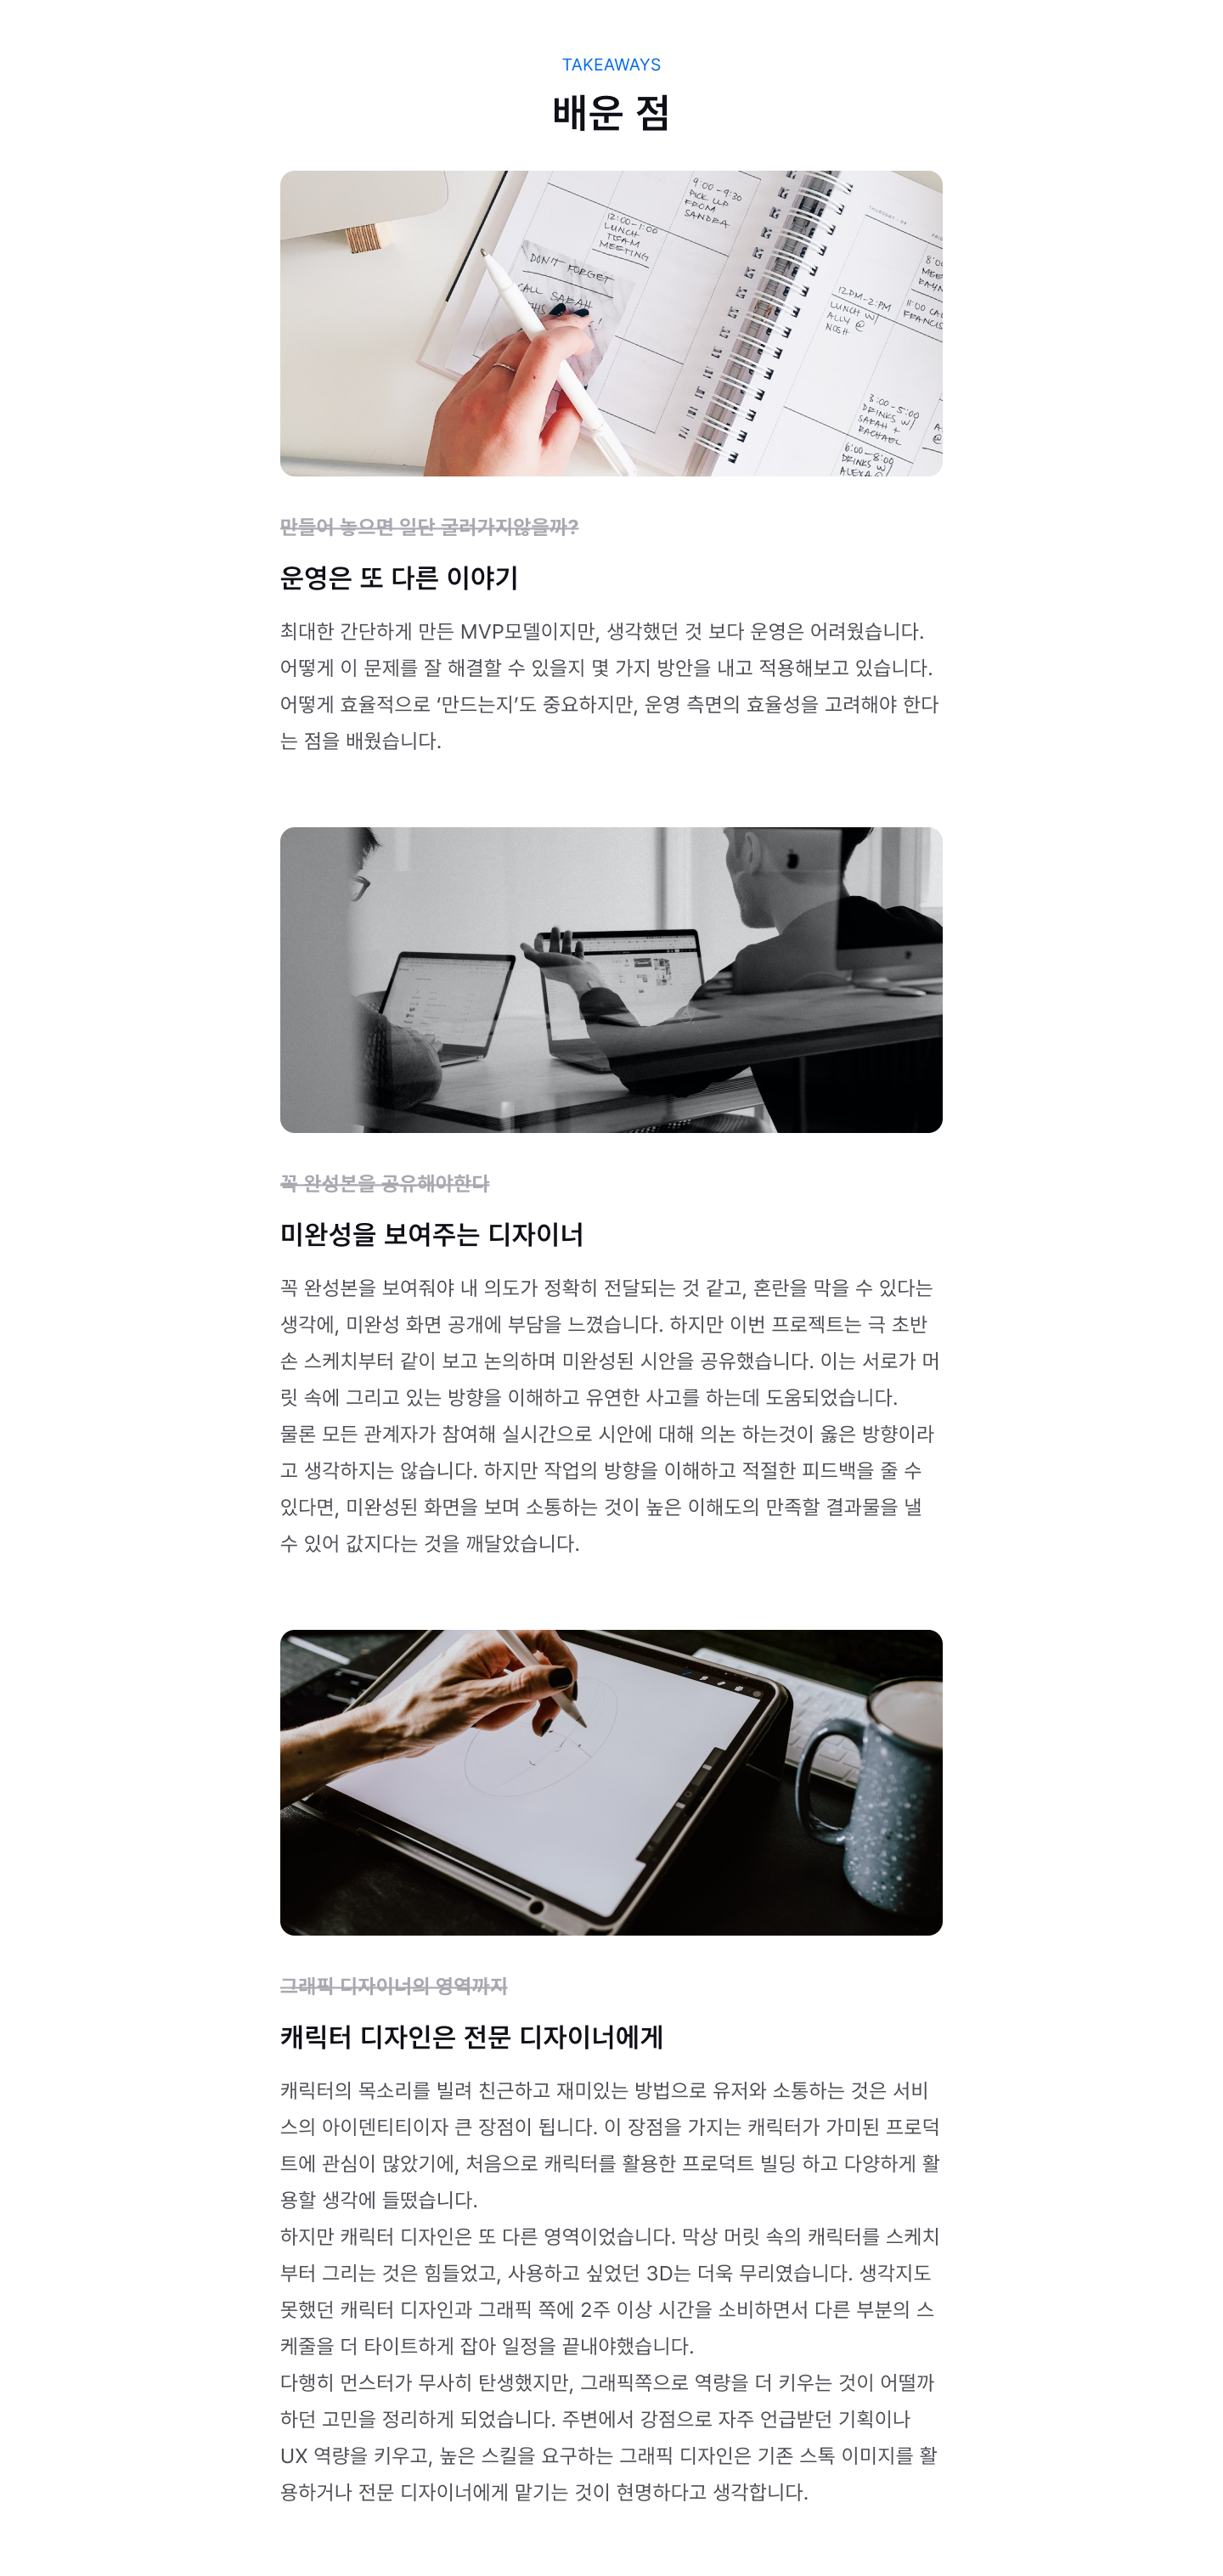 TAKEAWAYS
배운 점
9:00-9:30
PICK UP
FROM
SANDRA
12:00-1:00
LUNCH
TEAM
MEETING
DON'T FORGET
CALL SARAH
THURSDAY
12PM-2:PM
LUNCH W/
ALLY @
NOSH
11:00
3:00-5:00
DRINKS W/
SARAH +
RACHAEL
6:00-8:00
DRINKS W/
만들어 놓으면 일단 굴러가지않을까?
운영은 또 다른 이야기
최대한 간단하게 만든 MVP모델이지만, 생각했던 것 보다 운영은 어려웠습니다.
어떻게 이 문제를 잘 해결할 수 있을지 몇 가지 방안을 내고 적용해보고 있습니다.
어떻게 효율적으로 ‘만드는지’도 중요하지만, 운영 측면의 효율성을 고려해야 한다
는 점을 배웠습니다.
꼭 완성본을 공유해야한다
미완성을 보여주는 디자이너
꼭 완성본을 보여줘야 내 의도가 정확히 전달되는 것 같고, 혼란을 막을 수 있다는
생각에, 미완성 화면 공개에 부담을 느꼈습니다. 하지만 이번 프로젝트는 극 초반
손 스케치부터 같이 보고 논의하며 미완성된 시안을 공유했습니다. 이는 서로가 머
릿 속에 그리고 있는 방향을 이해하고 유연한 사고를 하는데 도움되었습니다.
물론 모든 관계자가 참여해 실시간으로 시안에 대해 의논 하는것이 옳은 방향이라
고 생각하지는 않습니다. 하지만 작업의 방향을 이해하고 적절한 피드백을 줄 수
있다면, 미완성된 화면을 보며 소통하는 것이 높은 이해도의 만족할 결과물을 낼
수 있어 값지다는 것을 깨달았습니다.
그래픽 디자이너의 영역까지
캐릭터 디자인은 전문 디자이너에게
캐릭터의 목소리를 빌려 친근하고 재미있는 방법으로 유저와 소통하는 것은 서비
스의 아이덴티티이자 큰 장점이 됩니다. 이 장점을 가지는 캐릭터가 가미된 프로덕
트에 관심이 많았기에, 처음으로 캐릭터를 활용한 프로덕트 빌딩 하고 다양하게 활
용할 생각에 들떴습니다.
하지만 캐릭터 디자인은 또 다른 영역이었습니다. 막상 머릿 속의 캐릭터를 스케치
부터 그리는 것은 힘들었고, 사용하고 싶었던 3D는 더욱 무리였습니다. 생각지도
못했던 캐릭터 디자인과 그래픽 쪽에 2주 이상 시간을 소비하면서 다른 부분의 스
케줄을 더 타이트하게 잡아 일정을 끝내야했습니다.
다행히 먼스터가 무사히 탄생했지만, 그래픽쪽으로 역량을 더 키우는 것이 어떨까
하던 고민을 정리하게 되었습니다. 주변에서 강점으로 자주 언급받던 기획이나
UX 역량을 키우고, 높은 스킬을 요구하는 그래픽 디자인은 기존 스톡 이미지를 활
용하거나 전문 디자이너에게 맡기는 것이 현명하다고 생각합니다.